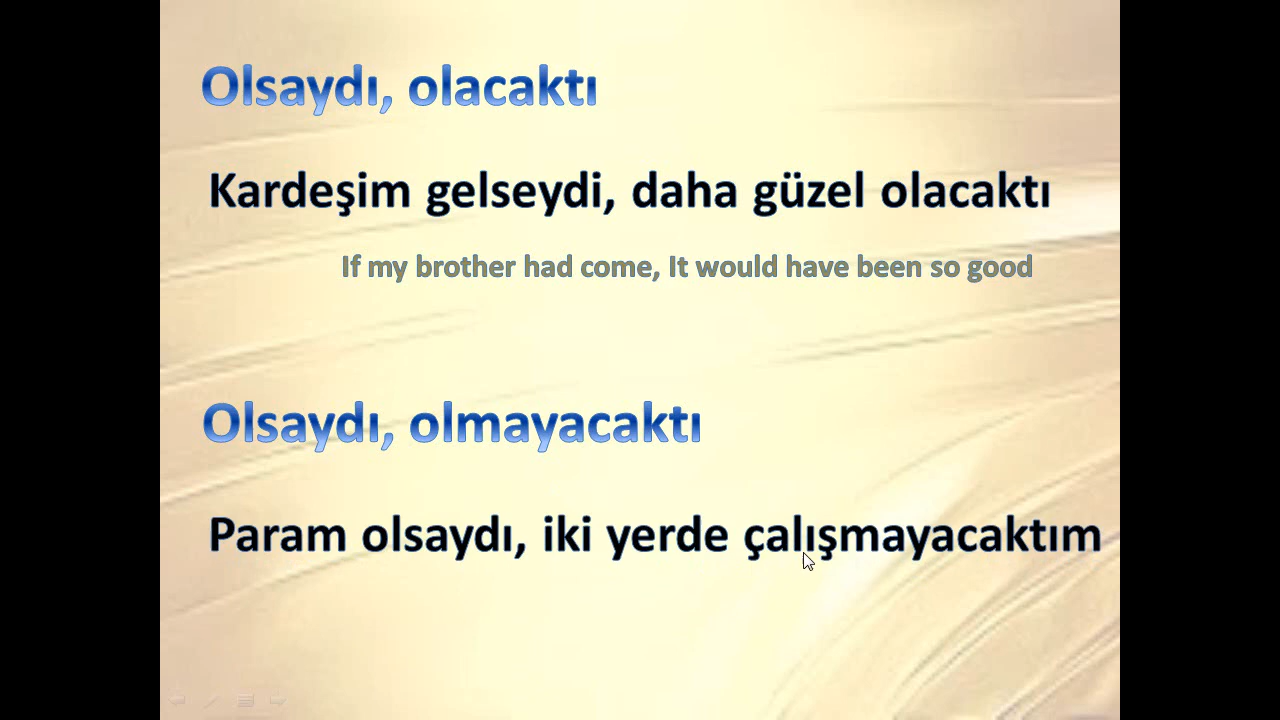 Olsaydı, olacaktı
Kardeşim gelseydi, daha güzel olacaktı
If my brother had come, It would have been so good
Olsaydı, olmayacaktı
Param olsaydı, iki yerde çalışmayacaktım